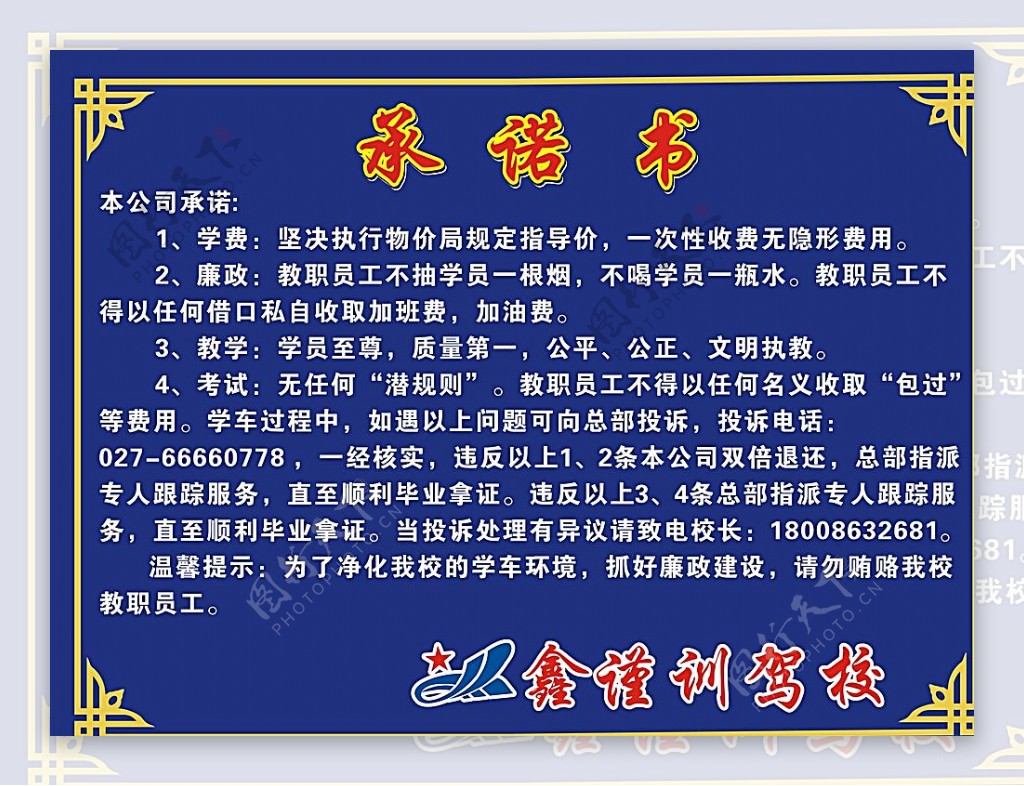 承诺书
本公司承诺:
1、学费：坚决执行物价局规定指导价，一次性收费无隐形费用。
2、廉政：教职员工不抽学员一根烟，不喝学员一瓶水。教职员工不
得以任何借口私自收取加班费，加油费。
3、教学：学员至尊，质量第一，公平、公正、文明执教。
4、考试：无任何“潜规则”。教职员工不得以任何名义收取“包过”
等费用。学车过程中，如遇以上问题可向总部投诉，投诉电话：
027-66660778，一经核实，违反以上1、2条本公司双倍退还，总部指派
专人跟踪服务，直至顺利毕业拿证。违反以上3、4条总部指派专人跟踪服
务，直至顺利毕业拿证。当投诉处理有异议请致电校长：18008632681。
温馨提示：为了净化我校的学车环境，抓好廉政建设，请勿贿赂我校
教职员工。
鑫谨训驾校
图行天下
PHOTOPHOTO.CN